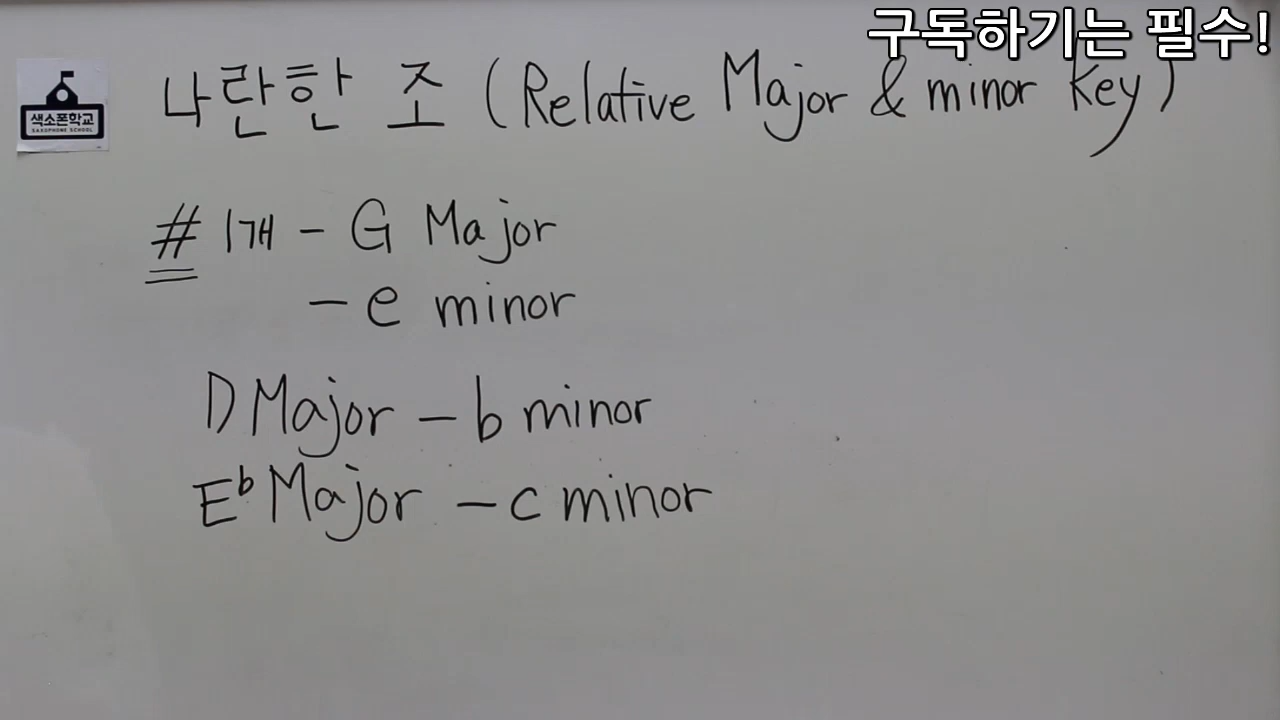 구독하기는 필수!
색소폰학교
SAXOPHONE SCHOOL
나란한 조 (Relative Major & minor Key)
# 1개 - G Major
- e minor
D Major - b minor
E♭ Major - c minor